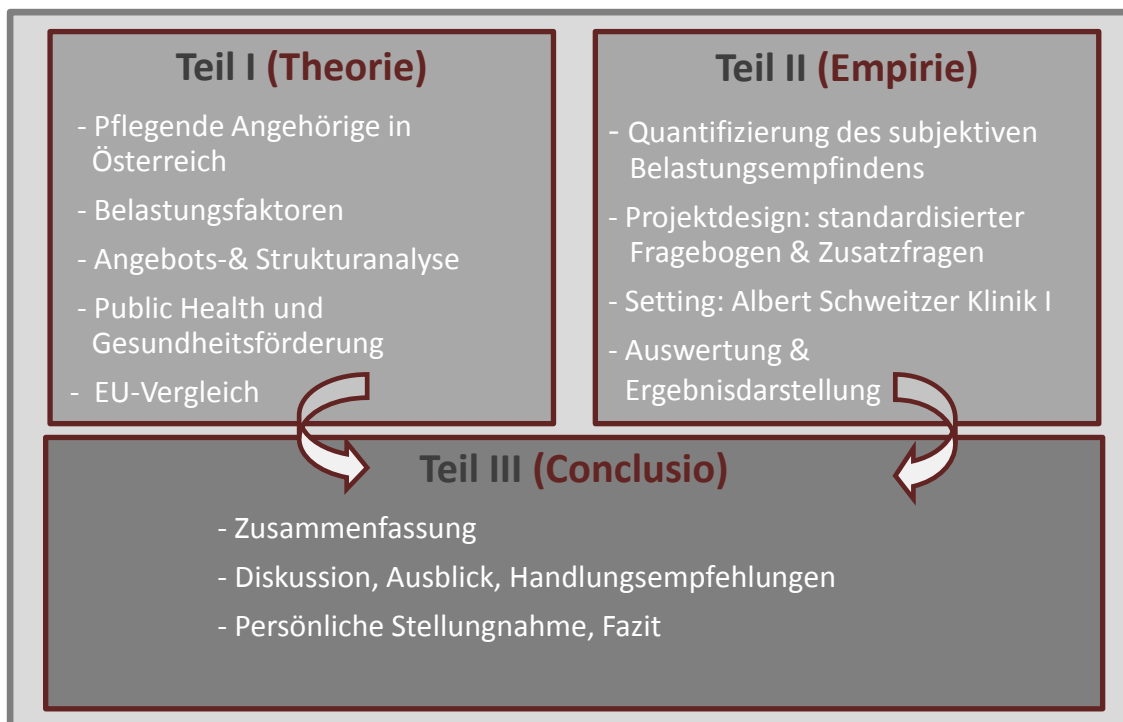 Teil I (Theorie)
- Pflegende Angehörige in
Österreich
- Belastungsfaktoren
- Angebots-& Strukturanalyse
- Public Health und
Gesundheitsförderung
- EU-Vergleich
Teil II (Empirie)
- Quantifizierung des subjektiven
Belastungsempfindens
- Projektdesign: standardisierter
Fragebogen & Zusatzfragen
- Setting: Albert Schweitzer Klinik I
- Auswertung &
Ergebnisdarstellung
Teil III (Conclusio)
- Zusammenfassung
- Diskussion, Ausblick, Handlungsempfehlungen
- Persönliche Stellungnahme, Fazit